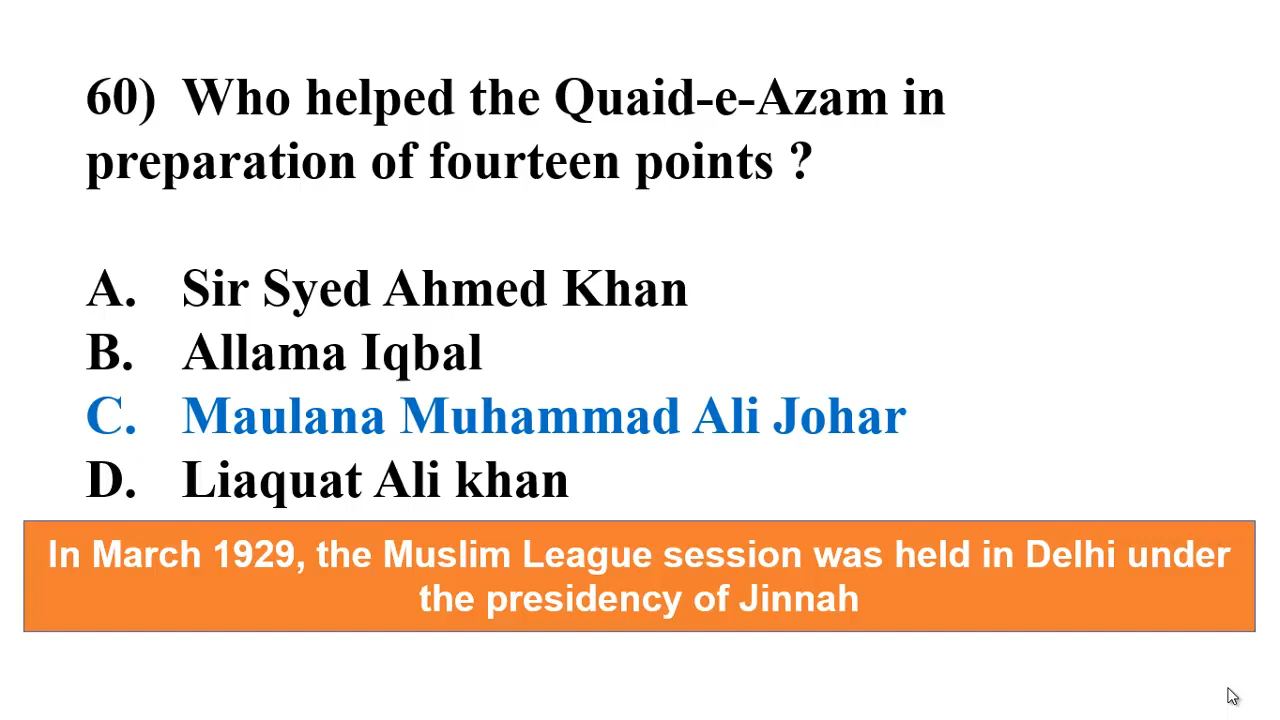 60) Who helped the Quaid-e-Azam in
preparation of fourteen points ?
A. Sir Syed Ahmed Khan
B. Allama Iqbal
C. Maulana Muhammad Ali Johar
D. Liaquat Ali khan
In March 1929, the Muslim League session was held in Delhi under
the presidency of Jinnah